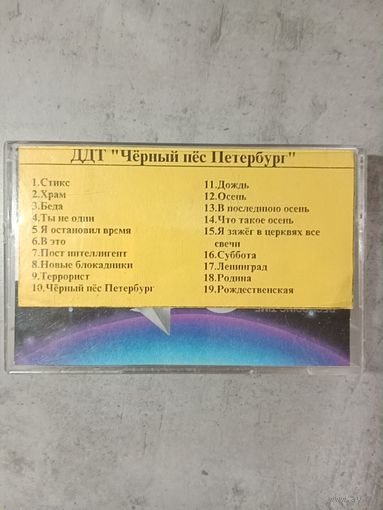 ДДТ "Чёрный пёс Петербург"
1.Стикс
2.Храм
3.Беда
4.Ты не один
5 Я остановил время
6.В это
7.Пост интеллигент
8.Новые блокадники
9.Террорист
10.Чёрный пёс Петербург
11.Дождь
12.Осень
13.В последнюю осень
14.Что такое осень
15.Я зажёг в церквях все
свечи
16.Суббота
17.Ленинград
18.Родина
19.Рождественская